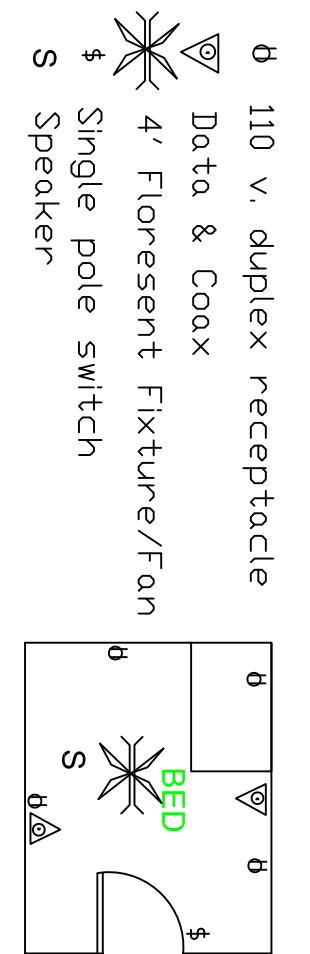 110 v. duplex receptacle
Data & Coax
4' Floresent Fixture/Fan
$ Single pole switch
S Speaker
BED
S
$